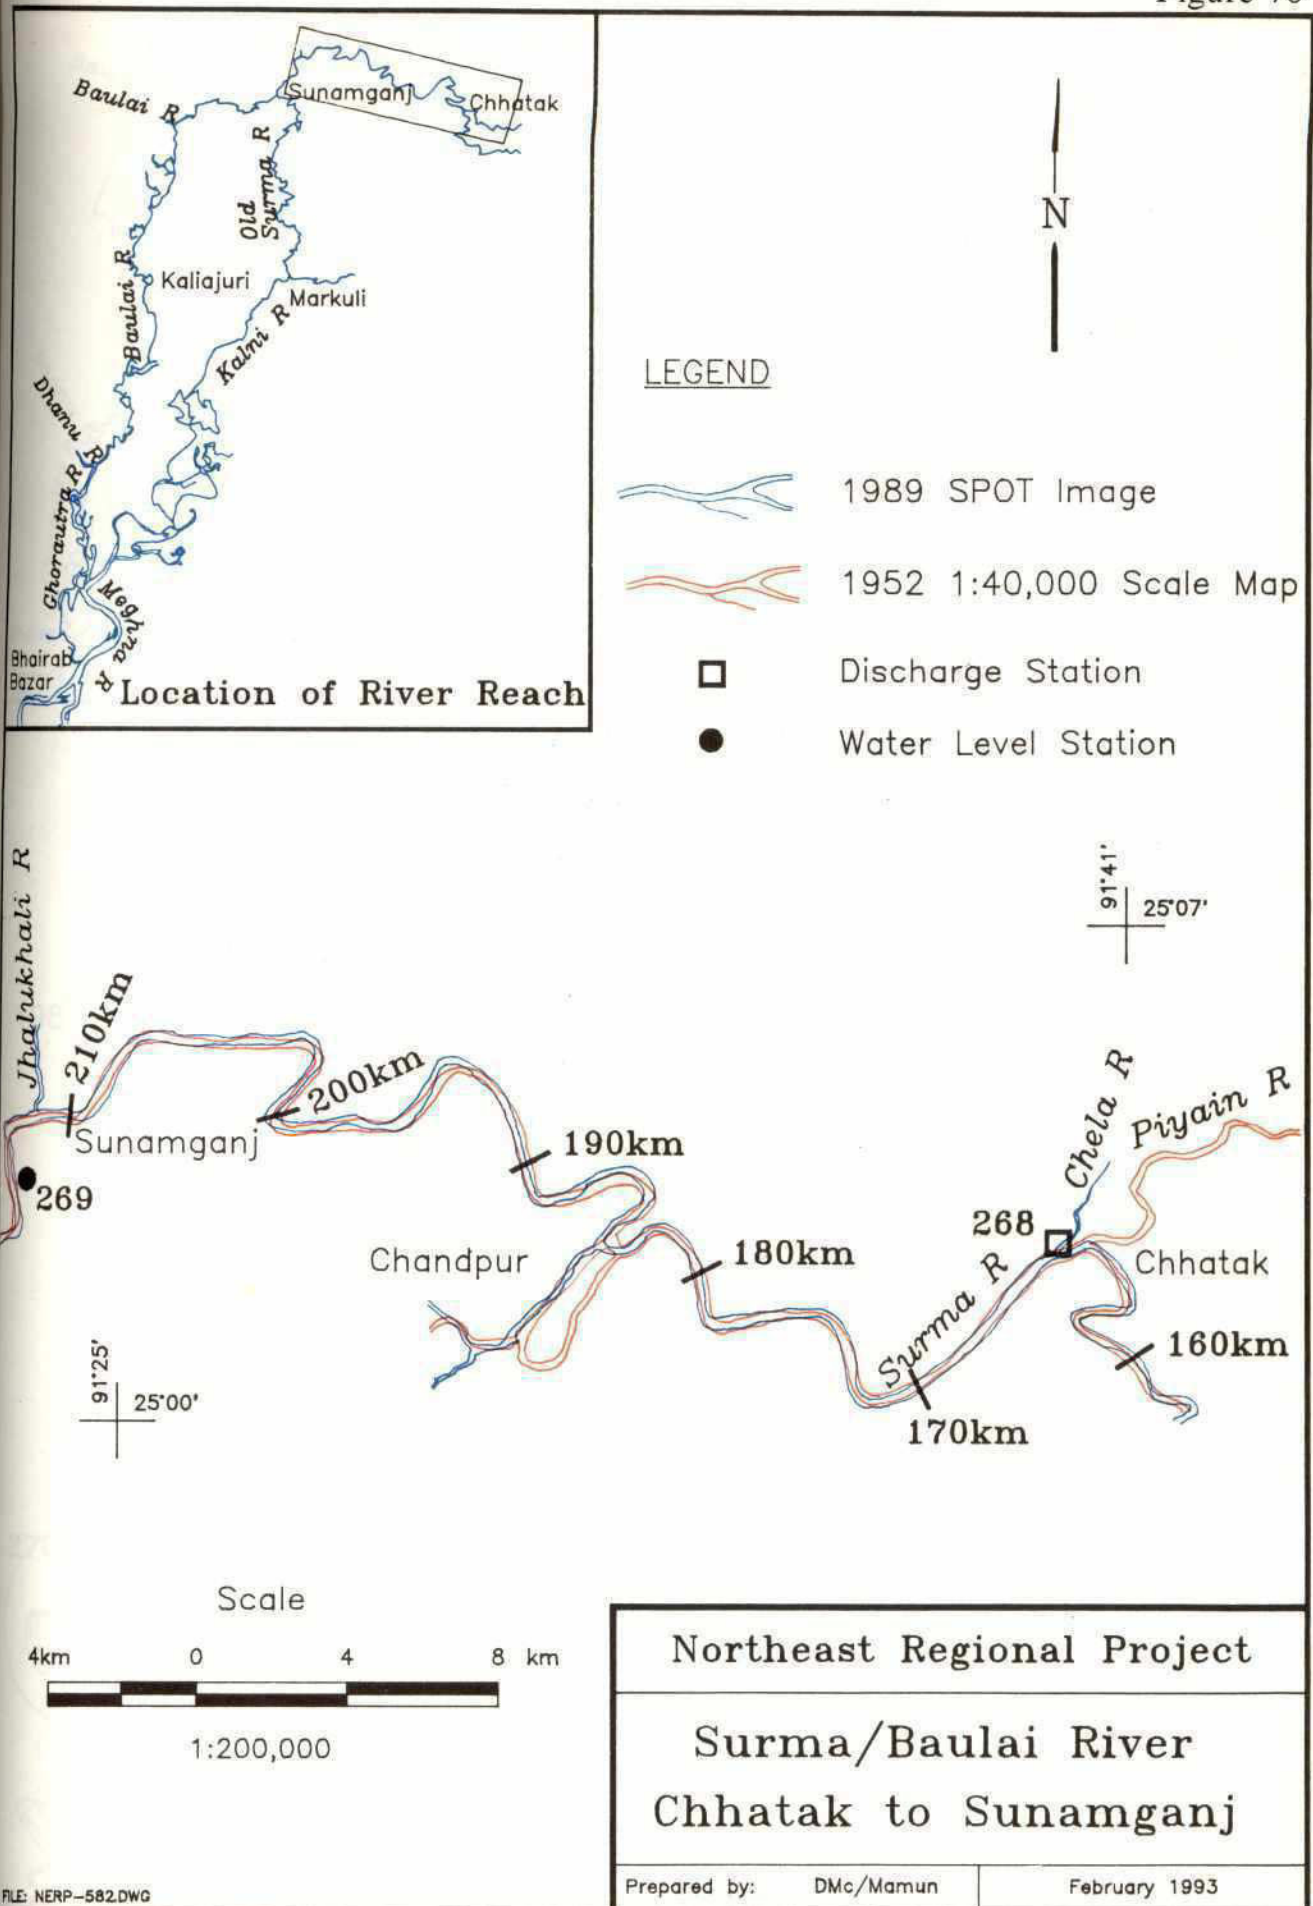 Baulai R
Sunamganj
Chhatak
Old
Surma R
Baulai R
Kaliajuri
Markuli
Kalni R
Dhanu R
Ghorautra R
Meghna R
Bhairab
Bazar
Location of River Reach
N
LEGEND
1989 SPOT Image
1952 1:40,000 Scale Map
Discharge Station
Water Level Station
91°41'
25°07'
Jhalukhali R
210km
200km
Sunamganj
190km
269
Chela R
Piyain R
268
Chandpur
180km
Chhatak
Surma R
160km
91°25'
25°00'
170km
Scale
4km 0 4 8 km
1:200,000
Northeast Regional Project
Surma/Baulai River
Chhatak to Sunamganj
Prepared by: DMc/Mamun
February 1993
FILE: NERP-582.DWG